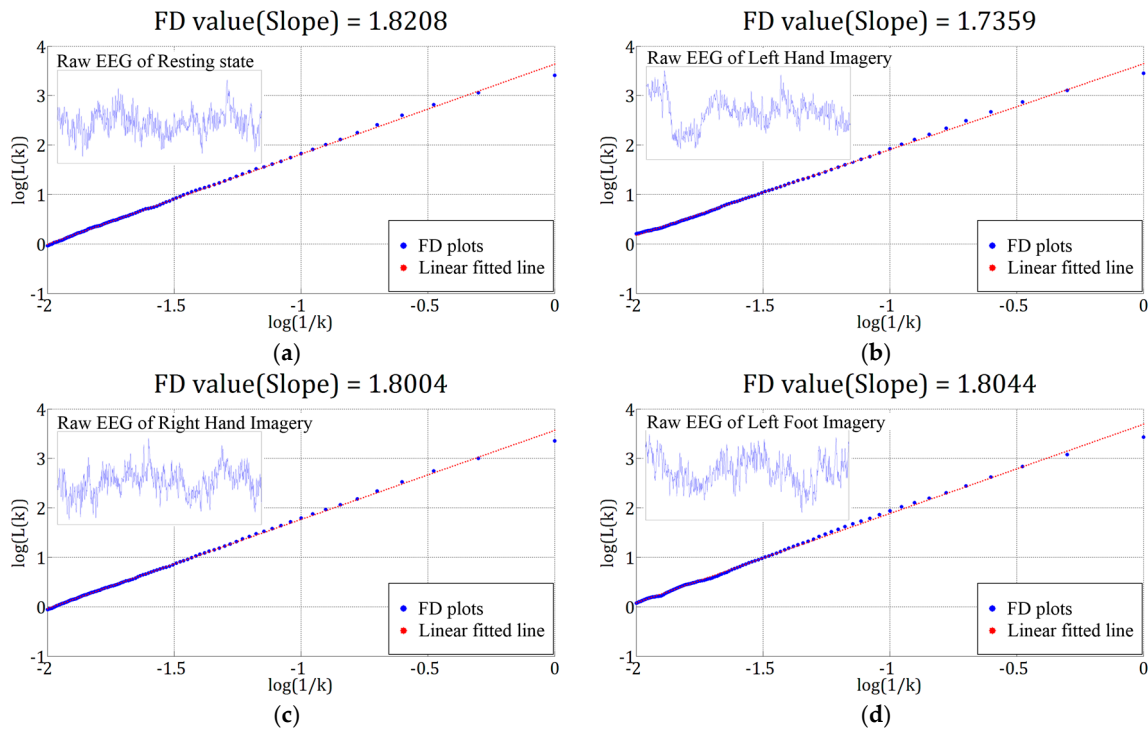 FD value(Slope) = 1.8208
4
3
2
1
0
-1
log(L(k))
Raw EEG of Resting state
FD plots
Linear fitted line
-2
-1.5
-1
-0.5
0
log(1/k)
(a)
FD value(Slope) = 1.7359
4
3
2
1
0
-1
log(L(k))
Raw EEG of Left Hand Imagery
FD plots
Linear fitted line
-2
-1.5
-1
-0.5
0
log(1/k)
(b)
FD value(Slope) = 1.8004
4
3
2
1
0
-1
log(L(k))
Raw EEG of Right Hand Imagery
FD plots
Linear fitted line
-2
-1.5
-1
-0.5
0
log(1/k)
(c)
FD value(Slope) = 1.8044
4
3
2
1
0
-1
log(L(k))
Raw EEG of Left Foot Imagery
FD plots
Linear fitted line
-2
-1.5
-1
-0.5
0
log(1/k)
(d)